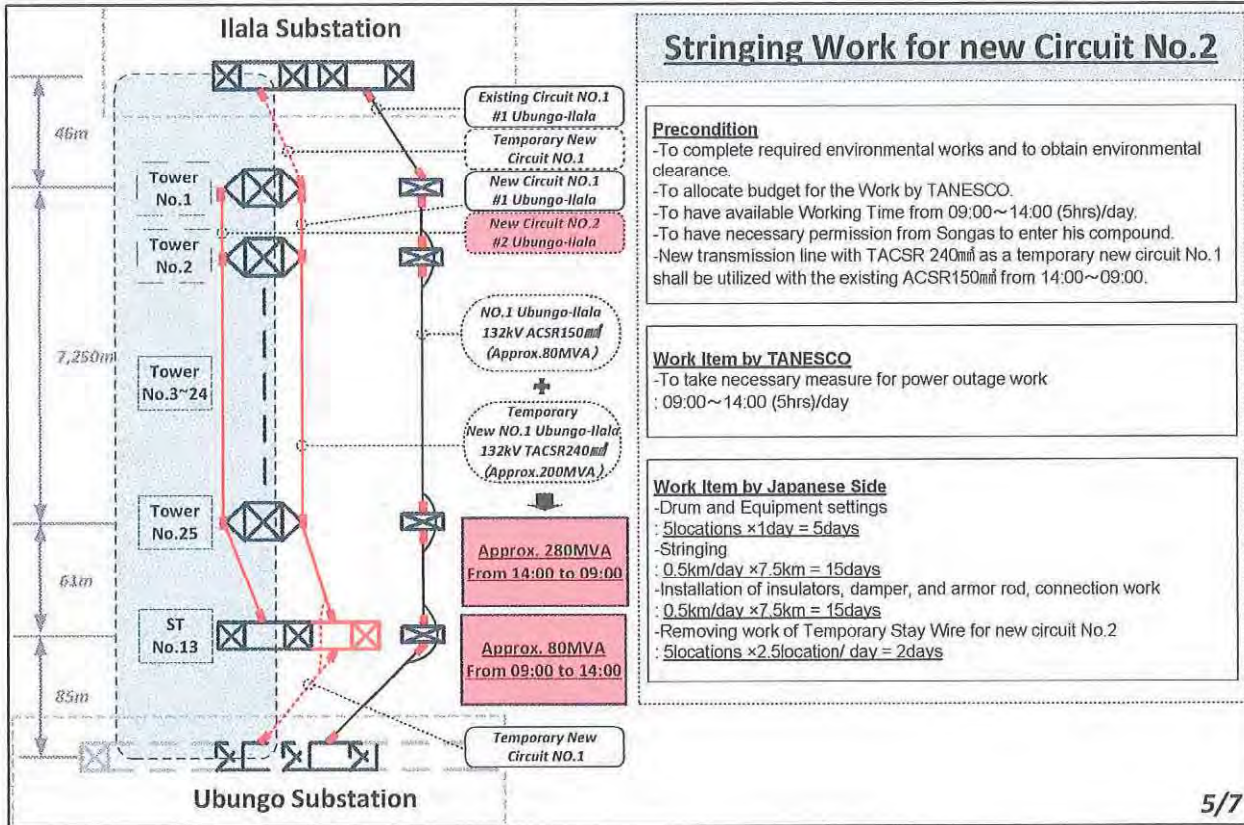 Ilala Substation
46m
7,250m
61m
85m
Tower
No.1
Tower
No.2
Tower
No.3~24
Tower
No.25
ST
No.13
Existing Circuit NO.1
#1 Ubungo-Ilala
Temporary New
Circuit NO.1
New Circuit NO.1
#1 Ubungo-Ilala
New Circuit NO.2
#2 Ubungo-Ilala
NO.1 Ubungo-Ilala
132kV ACSR150㎟
(Approx.80MVA)
+
Temporary
New NO.1 Ubungo-Ilala
132kV TACSR240㎟
(Approx.200MVA)
Approx. 280MVA
From 14:00 to 09:00
Approx. 80MVA
From 09:00 to 14:00
Temporary New
Circuit NO.1
Ubungo Substation
Stringing Work for new Circuit No.2
Precondition
-To complete required environmental works and to obtain environmental
clearance.
-To allocate budget for the Work by TANESCO.
-To have available Working Time from 09:00～14:00 (5hrs)/day.
-To have necessary permission from Songas to enter his compound.
-New transmission line with TACSR 240㎟ as a temporary new circuit No.1
shall be utilized with the existing ACSR150㎟ from 14:00～09:00.
Work Item by TANESCO
-To take necessary measure for power outage work
: 09:00～14:00 (5hrs)/day
Work Item by Japanese Side
-Drum and Equipment settings
: 5locations ×1day = 5days
-Stringing
: 0.5km/day ×7.5km = 15days
-Installation of insulators, damper, and armor rod, connection work
: 0.5km/day ×7.5km = 15days
-Removing work of Temporary Stay Wire for new circuit No.2
: 5locations ×2.5location/ day = 2days
5/7